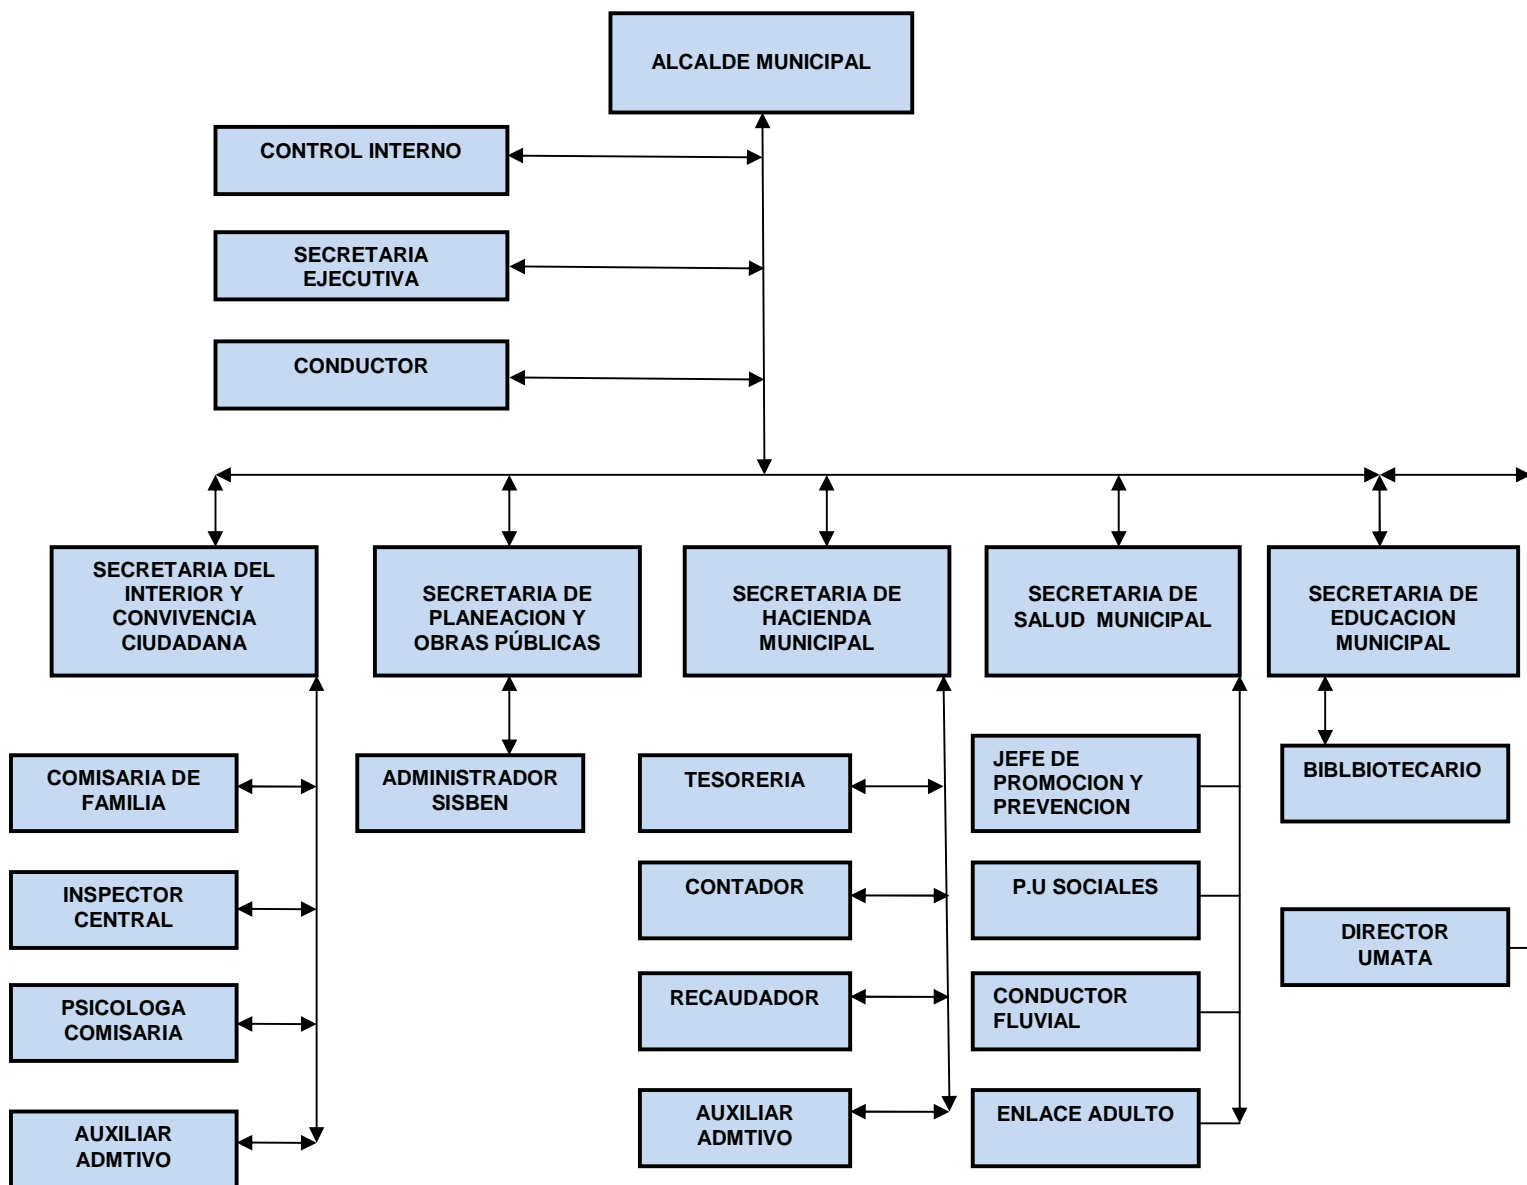 ALCALDE MUNICIPAL
CONTROL INTERNO
SECRETARIA
EJECUTIVA
CONDUCTOR
SECRETARIA DEL
INTERIOR Y
CONVIVENCIA
CIUDADANA
SECRETARIA DE
PLANEACION Y
OBRAS PÚBLICAS
SECRETARIA DE
HACIENDA
MUNICIPAL
SECRETARIA DE
SALUD MUNICIPAL
SECRETARIA DE
EDUCACION
MUNICIPAL
COMISARIA DE
FAMILIA
INSPECTOR
CENTRAL
PSICOLOGA
COMISARIA
AUXILIAR
ADMTIVO
ADMINISTRADOR
SISBEN
TESORERIA
CONTADOR
RECAUDADOR
AUXILIAR
ADMTIVO
JEFE DE
PROMOCION Y
PREVENCION
P.U SOCIALES
CONDUCTOR
FLUVIAL
ENLACE ADULTO
BIBLBIOTECARIO
DIRECTOR
UMATA